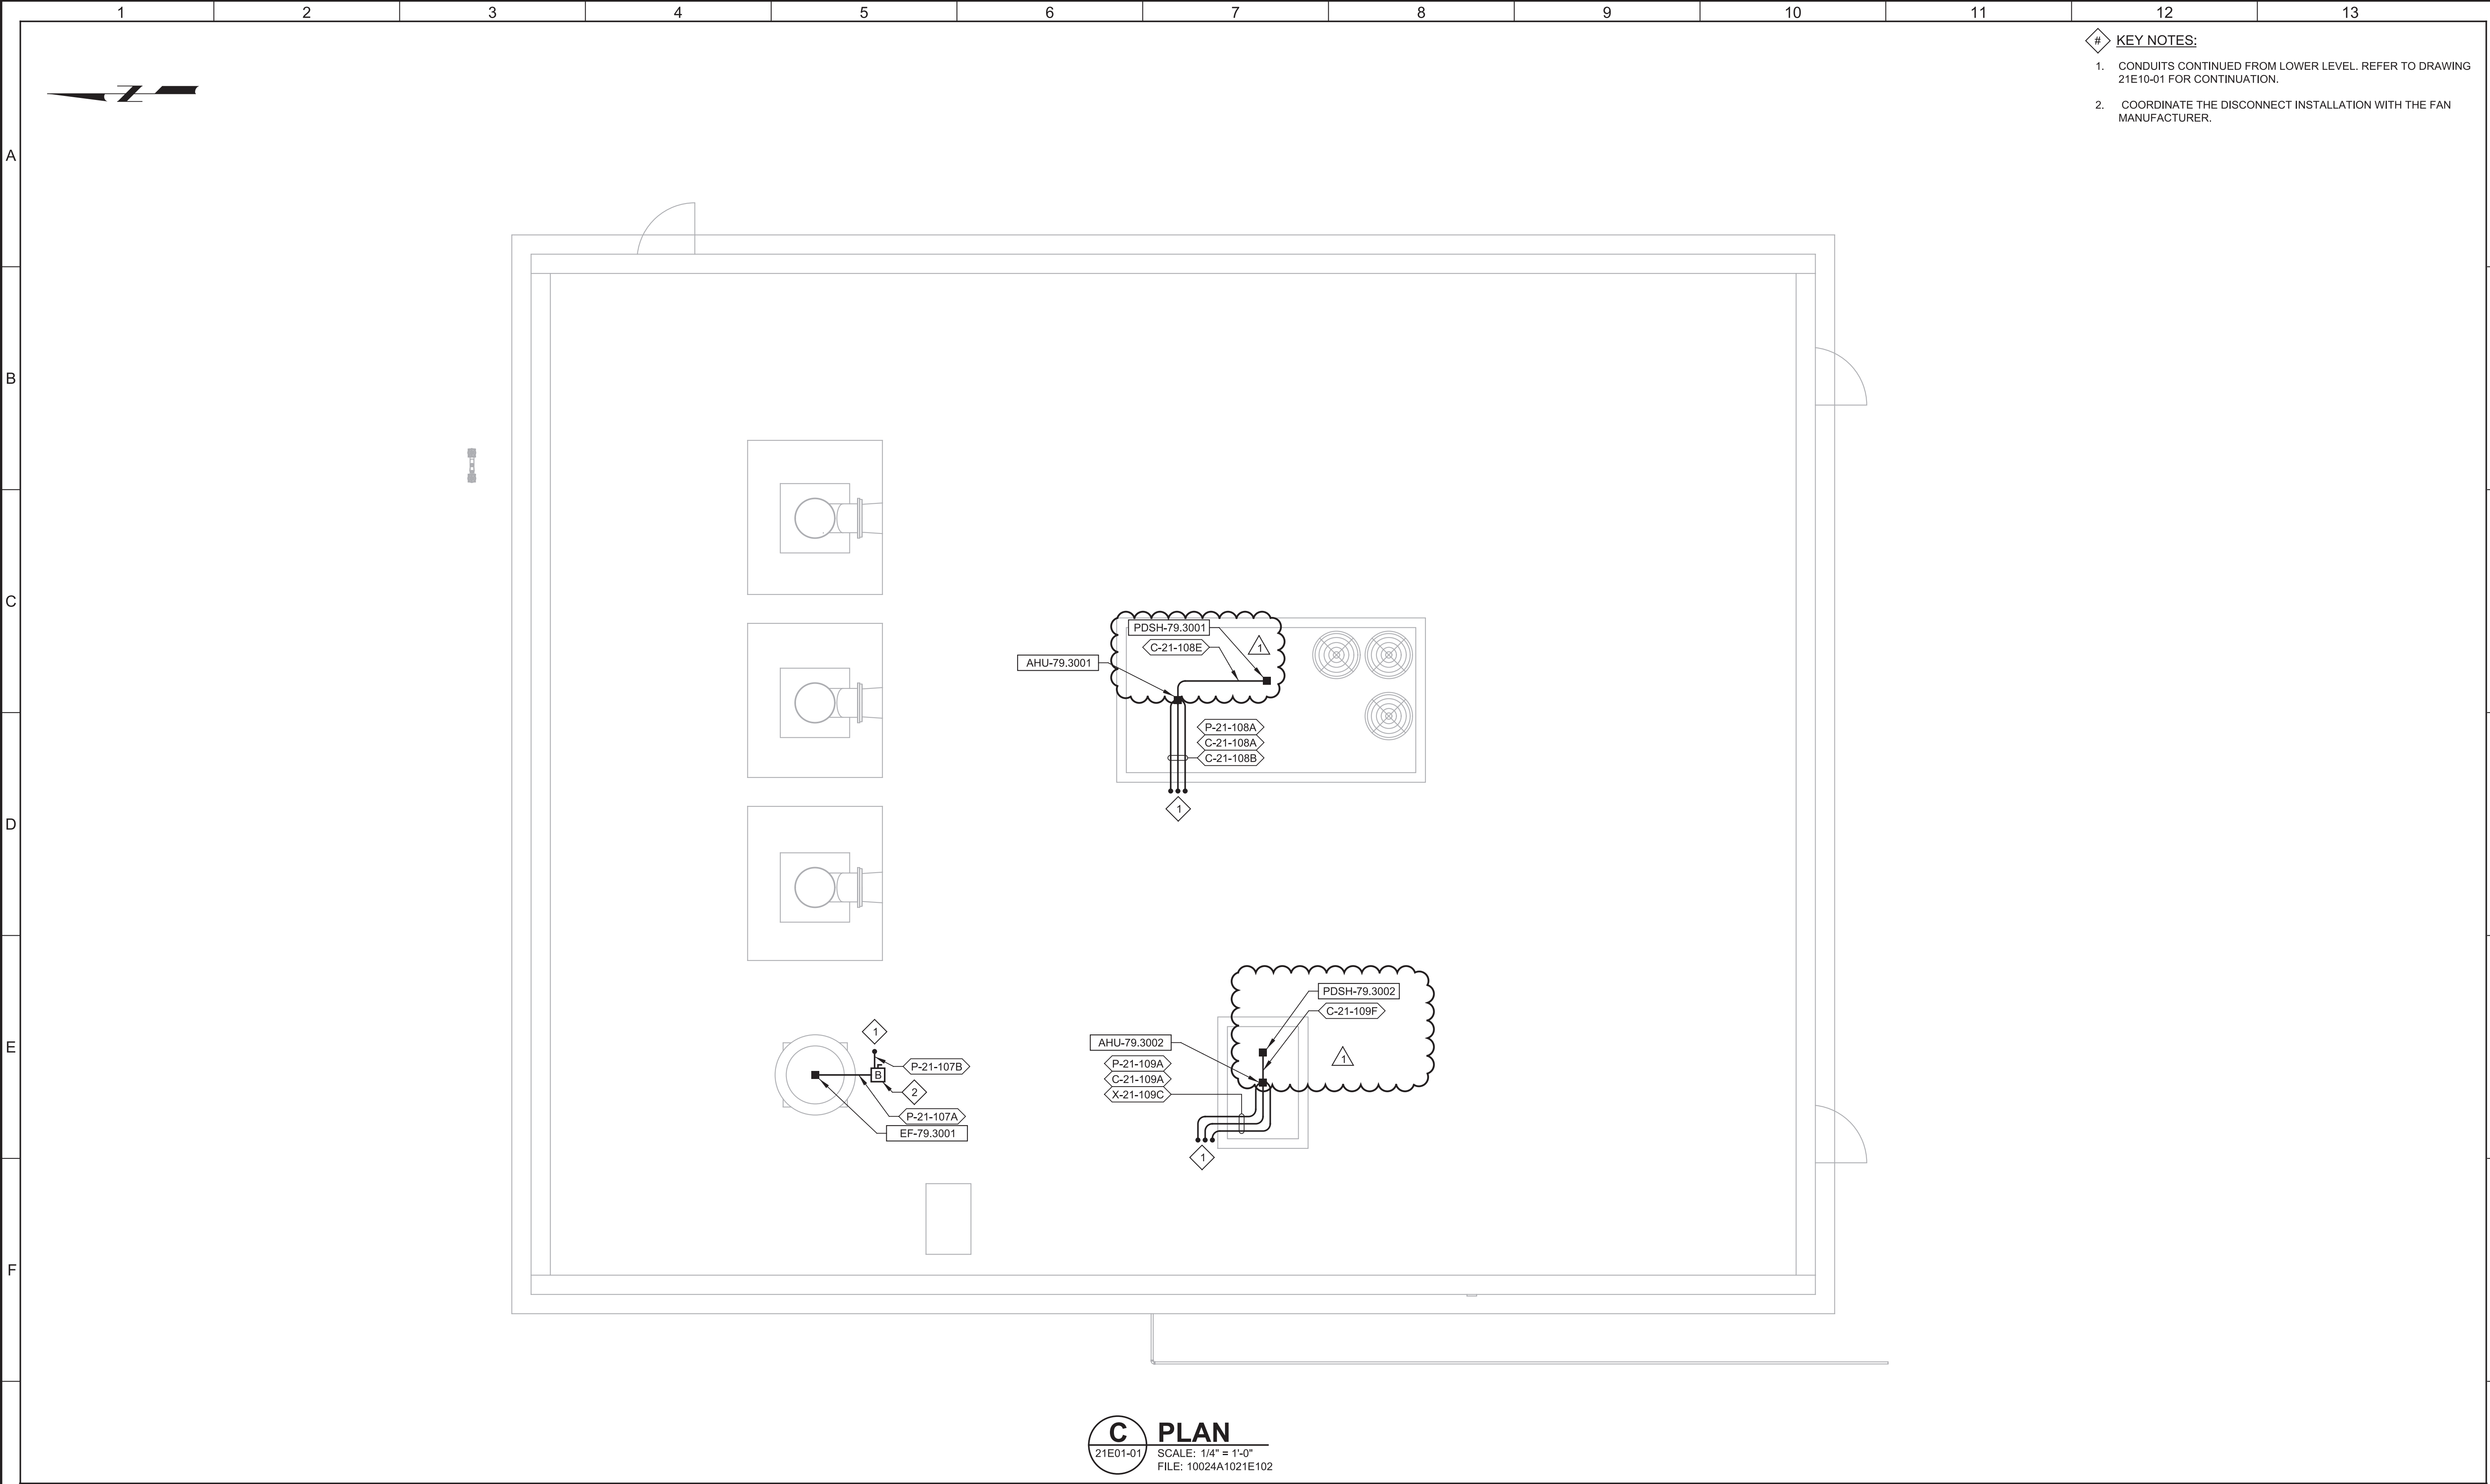 1 2 3 4 5 6 7 8 9 10 11 12 13
# KEY NOTES:
1. CONDUITS CONTINUED FROM LOWER LEVEL. REFER TO DRAWING
21E10-01 FOR CONTINUATION.
2. COORDINATE THE DISCONNECT INSTALLATION WITH THE FAN
MANUFACTURER.
Z
A
B
C
D
E
F
PDSH-79.3001
C-21-108E
1
AHU-79.3001
P-21-108A
C-21-108A
C-21-108B
1
PDSH-79.3002
C-21-109F
1
AHU-79.3002
P-21-109A
C-21-109A
X-21-109C
1
1
P-21-107B
B
2
P-21-107A
EF-79.3001
C
21E01-01
PLAN
SCALE: 1/4" = 1'-0"
FILE: 10024A1021E102